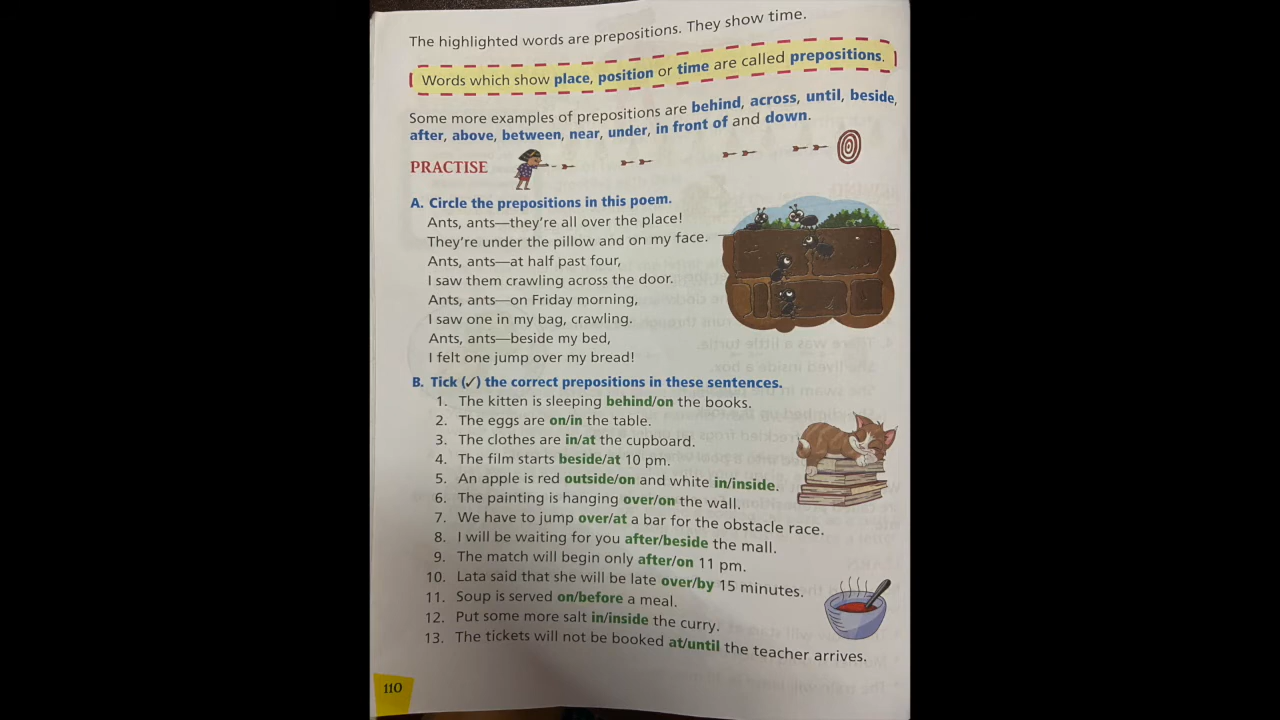 The highlighted words are prepositions. They show time.
Words which show place, position or time are called prepositions.
Some more examples of prepositions are behind, across, until, beside,
after, above, between, near, under, in front of and down.
PRACTISE
A. Circle the prepositions in this poem.
Ants, ants—they're all over the place!
They're under the pillow and on my face.
Ants, ants—at half past four,
I saw them crawling across the door.
Ants, ants—on Friday morning,
I saw one in my bag, crawling.
Ants, ants—beside my bed,
I felt one jump over my bread!
B. Tick (✓) the correct prepositions in these sentences.
1. The kitten is sleeping behind/on the books.
2. The eggs are on/in the table.
3. The clothes are in/at the cupboard.
4. The film starts beside/at 10 pm.
5. An apple is red outside/on and white in/inside.
6. The painting is hanging over/on the wall.
7. We have to jump over/at a bar for the obstacle race.
8. I will be waiting for you after/beside the mall.
9. The match will begin only after/on 11 pm.
10. Lata said that she will be late over/by 15 minutes.
11. Soup is served on/before a meal.
12. Put some more salt in/inside the curry.
13. The tickets will not be booked at/until the teacher arrives.
110